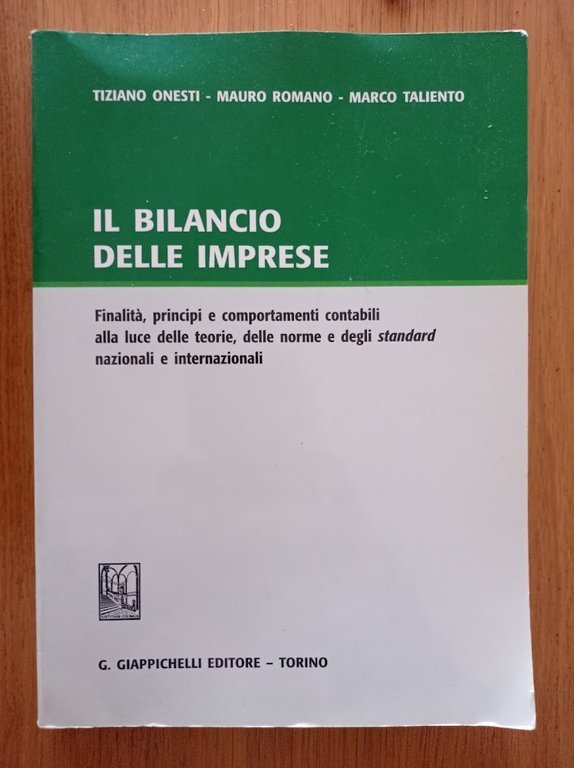 TIZIANO ONESTI - MAURO ROMANO - MARCO TALIENTO
IL BILANCIO
DELLE IMPRESE
Finalità, principi e comportamenti contabili
alla luce delle teorie, delle norme e degli standard
nazionali e internazionali
G. GIAPPICHELLI EDITORE – TORINO